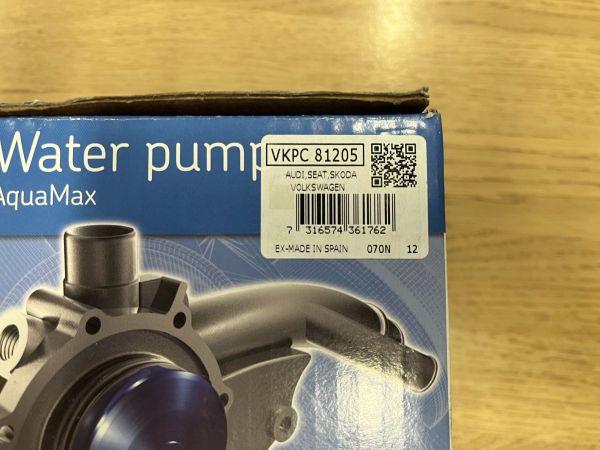 Water pump
AquaMax
VKPC 81205
AUDI,SEAT,SKODA
VOLKSWAGEN
7 316574 361762
EX-MADE IN SPAIN 070N 12